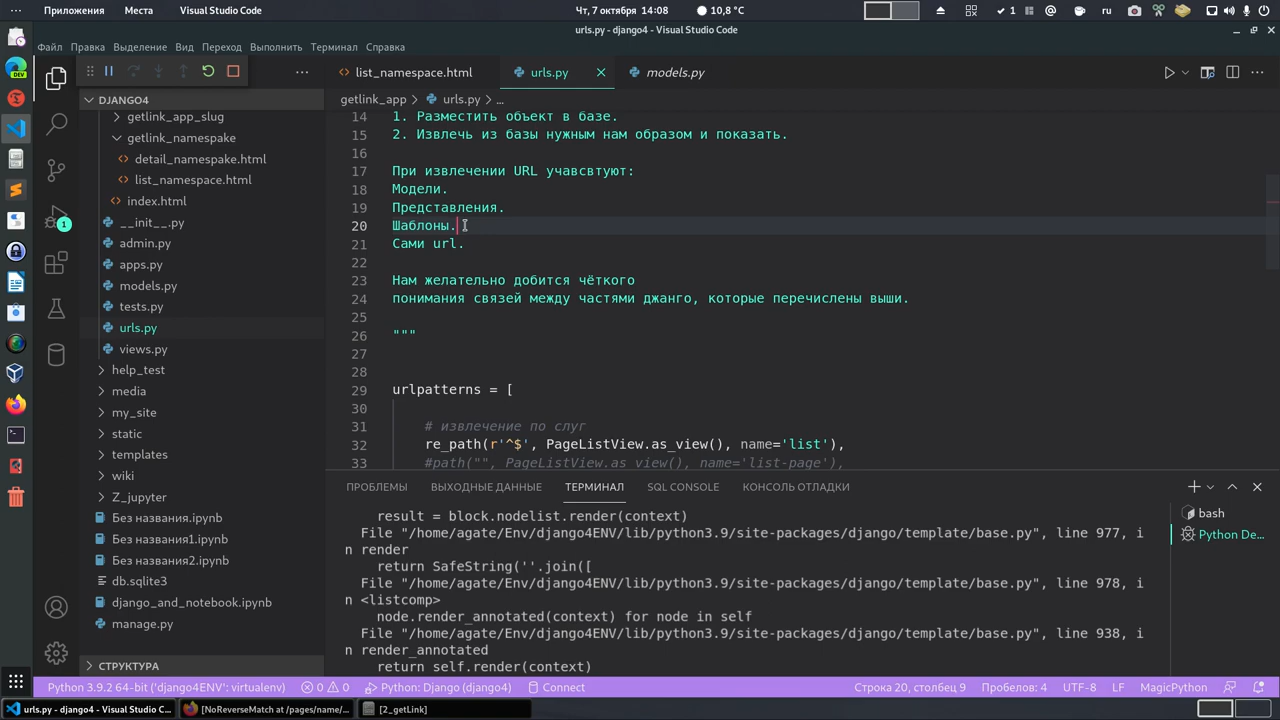 Приложения Места Visual Studio Code Чт, 7 октября 14:08 10,8 °C 1 ru
urls.py - django4 - Visual Studio Code
Файл Правка Выделение Вид Переход Выполнить Терминал Справка
list_namespace.html urls.py models.py
DJANGO4
getlink_app_slug
getlink_namespake
detail_namespake.html
list_namespace.html
index.html
__init__.py
admin.py
apps.py
models.py
tests.py
urls.py
views.py
help_test
media
my_site
static
templates
wiki
Z_jupyter
Без названия.ipynb
Без названия1.ipynb
Без названия2.ipynb
db.sqlite3
django_and_notebook.ipynb
manage.py
СТРУКТУРА
1
getlink_app > urls.py > ...
14 1. Разместить объект в базе.
15 2. Извлечь из базы нужным нам образом и показать.
16
17 При извлечении URL учавсвтуют:
18 Модели.
19 Представления.
20 Шаблоны.
21 Сами url.
22
23 Нам желательно добится чёткого
24 понимания связей между частями джанго, которые перечислены выши.
25
26 """
27
28
29 urlpatterns = [
30
31 # извлечение по слуг
32 re_path(r'^$', PageListView.as_view(), name='list'),
33 #path("", PageListView.as_view(), name='list-page'),
ПРОБЛЕМЫ ВЫХОДНЫЕ ДАННЫЕ ТЕРМИНАЛ SQL CONSOLE КОНСОЛЬ ОТЛАДКИ
result = block.nodelist.render(context)
File "/home/agate/Env/django4ENV/lib/python3.9/site-packages/django/template/base.py", line 977, i
n render
return SafeString(''.join([
File "/home/agate/Env/django4ENV/lib/python3.9/site-packages/django/template/base.py", line 978, i
n <listcomp>
node.render_annotated(context) for node in self
File "/home/agate/Env/django4ENV/lib/python3.9/site-packages/django/template/base.py", line 938, i
n render_annotated
return self.render(context)
bash
Python De...
Python 3.9.2 64-bit ('django4ENV': virtualenv) 0 0 Python: Django (django4) Connect Строка 20, столбец 9 Пробелов: 4 UTF-8 LF MagicPython
urls.py - django4 - Visual Studio C... [NoReverseMatch at /pages/name/... [2_getLink]